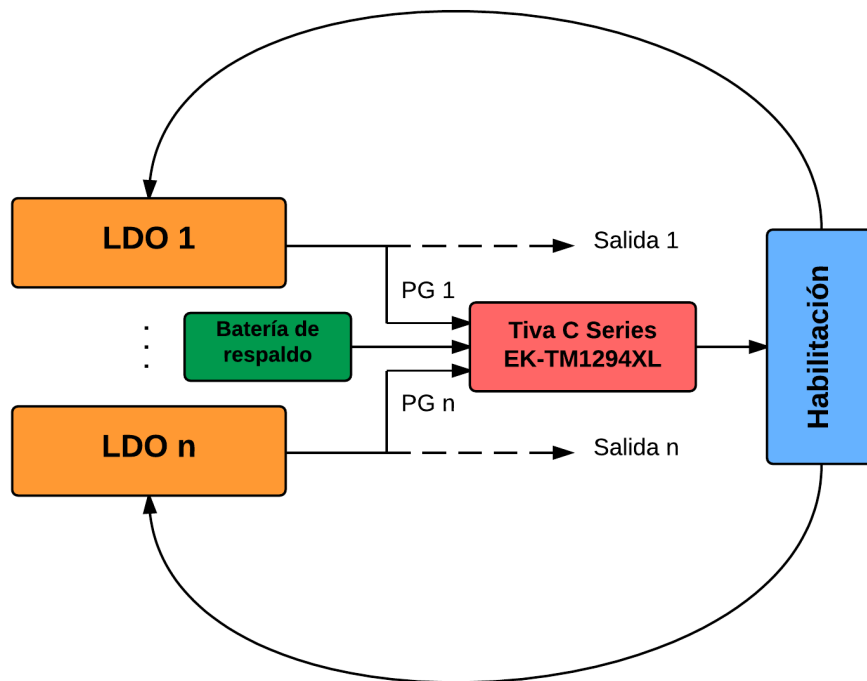 LDO 1
Salida 1
PG 1
Batería de
respaldo
Tiva C Series
EK-TM1294XL
Habilitación
PG n
LDO n
Salida n